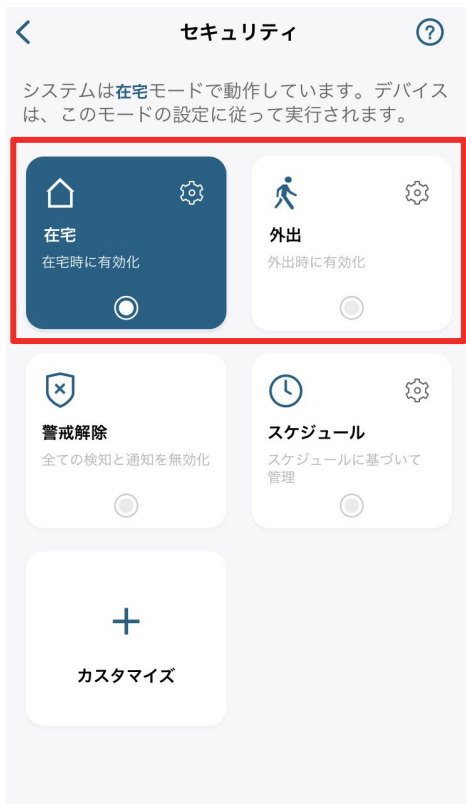 セキュリティ
?
システムは在宅モードで動作しています。デバイス
は、このモードの設定に従って実行されます。
在宅
在宅時に有効化
外出
外出時に有効化
警戒解除
全ての検知と通知を無効化
スケジュール
スケジュールに基づいて
管理
カスタマイズ